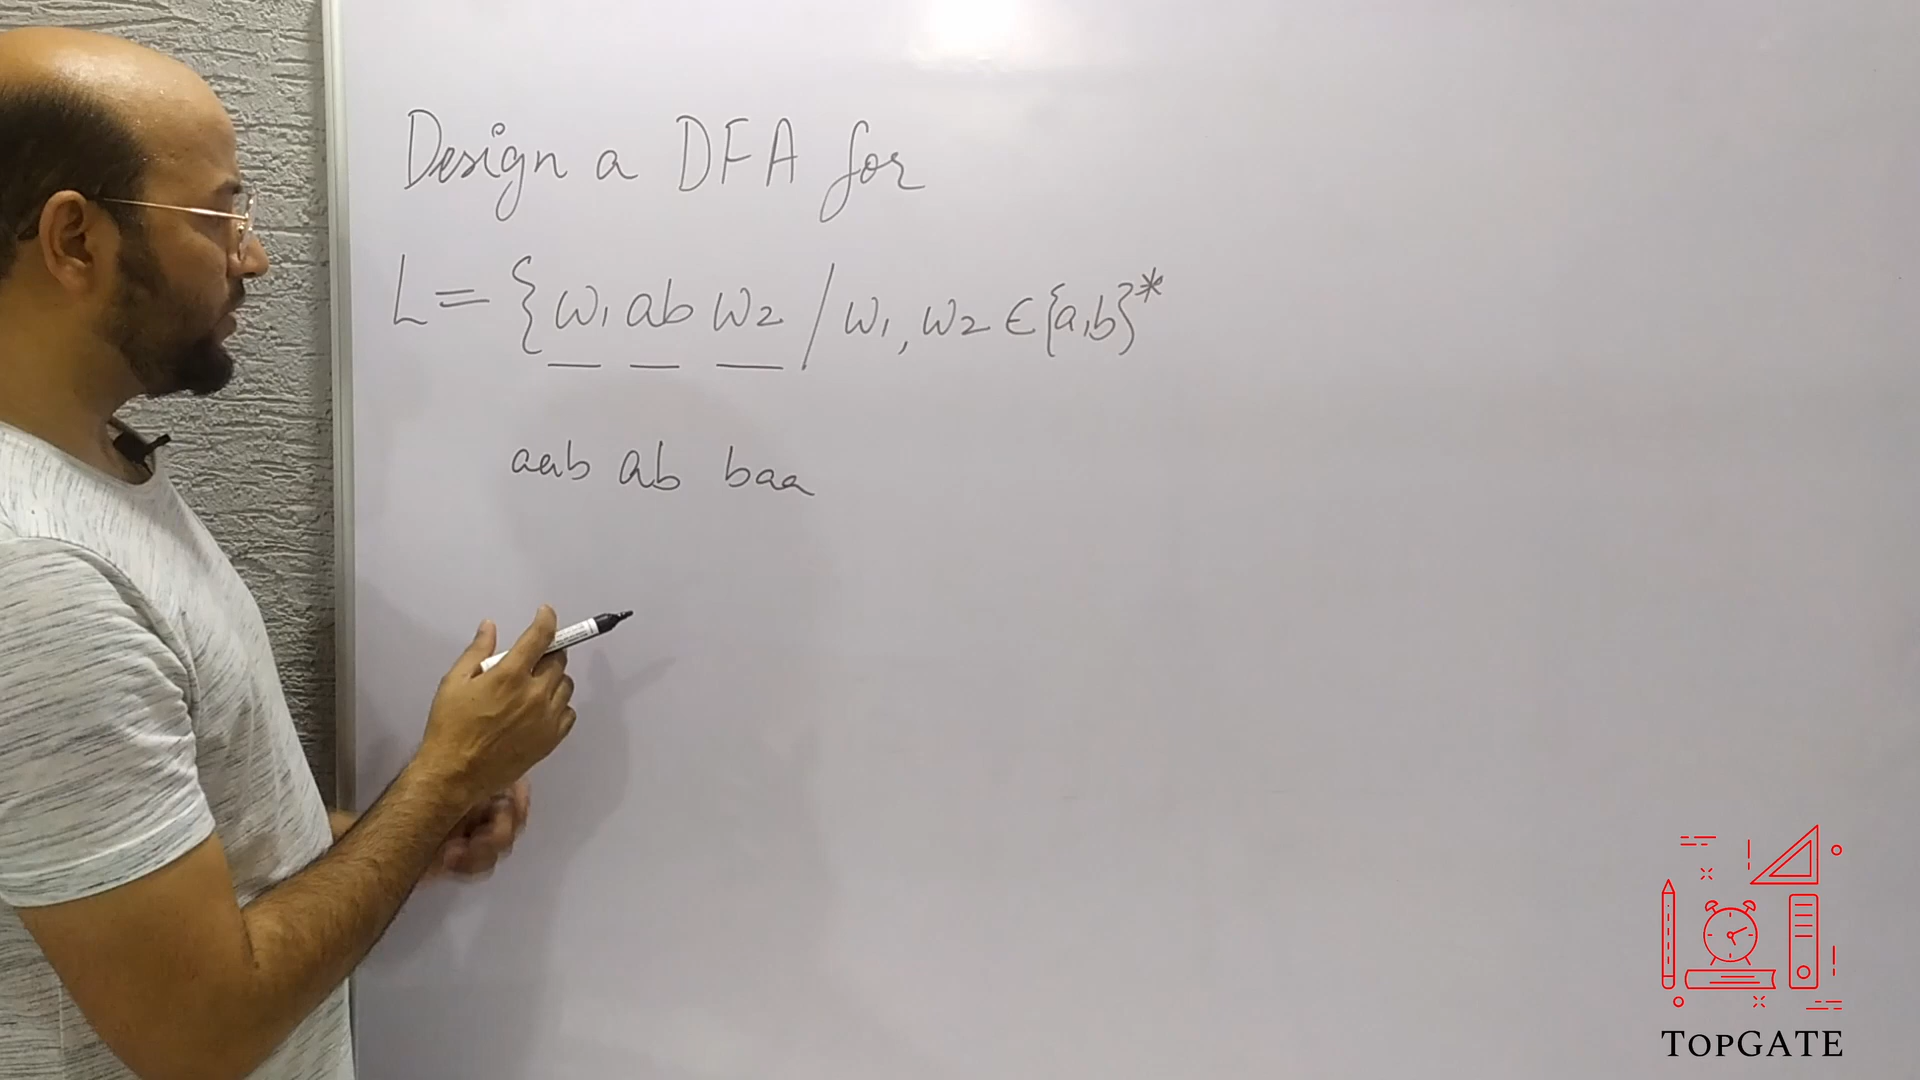 Design a DFA for
L = {w₁ ab w₂ / w₁, w₂ ∈ {a,b}*
aab ab baa
TOPGATE